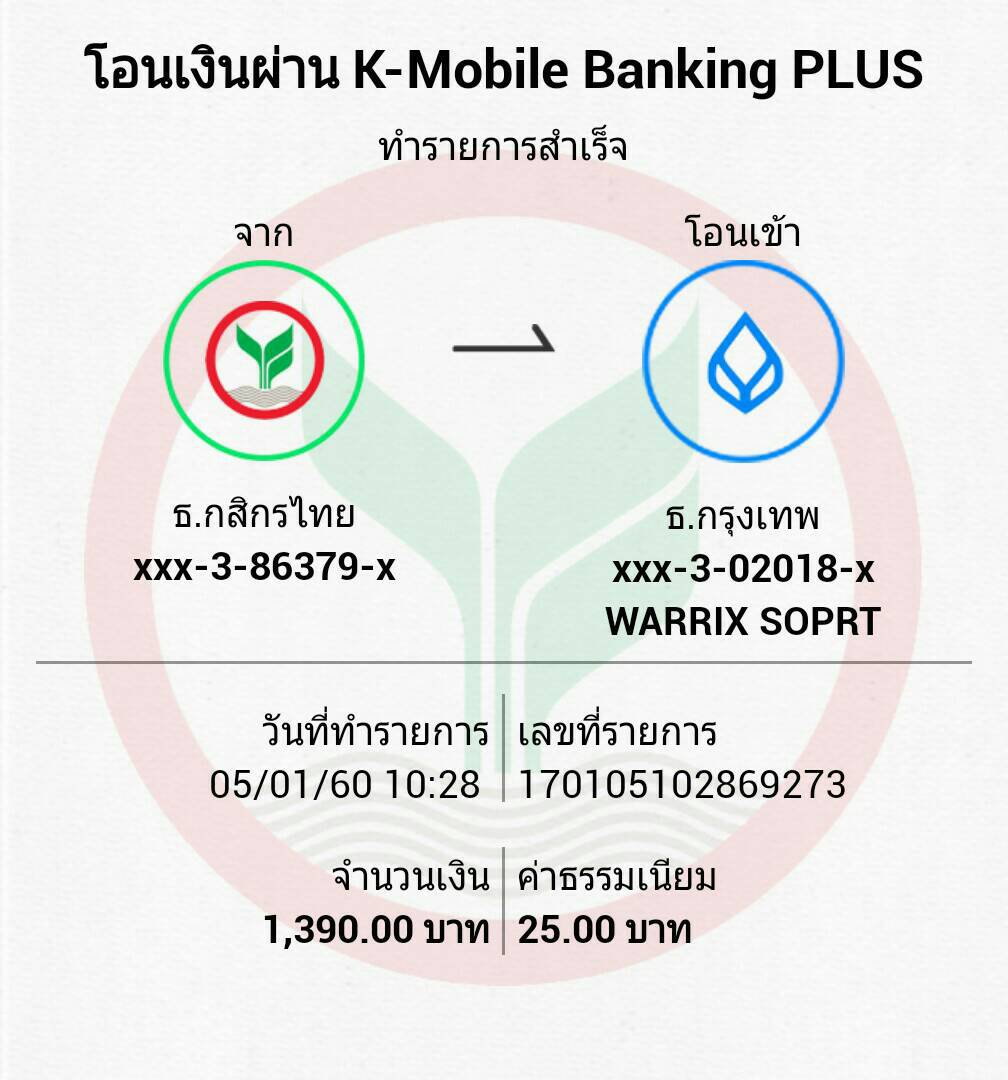 โอนเงินผ่าน K-Mobile Banking PLUS
ทำรายการสำเร็จ
จาก
โอนเข้า
ธ.กสิกรไทย
xxx-3-86379-x
ธ.กรุงเทพ
xxx-3-02018-x
WARRIX SOPRT
วันที่ทำรายการ
05/01/60 10:28
เลขที่รายการ
170105102869273
จำนวนเงิน
1,390.00 บาท
ค่าธรรมเนียม
25.00 บาท